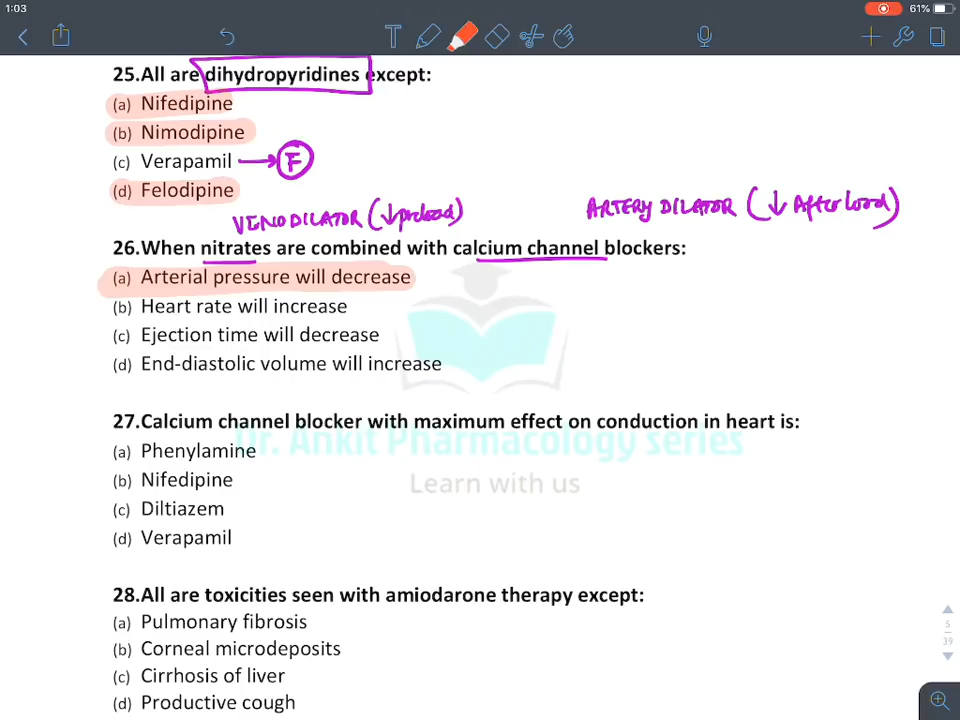 1:03
61%
T
25.All are dihydropyridines except:
(a) Nifedipine
(b) Nimodipine
(c) Verapamil → F
(d) Felodipine
VENODILATOR (↓preload) ARTERY DILATOR (↓ Afterload)
26.When nitrates are combined with calcium channel blockers:
(a) Arterial pressure will decrease
(b) Heart rate will increase
(c) Ejection time will decrease
(d) End-diastolic volume will increase
27.Calcium channel blocker with maximum effect on conduction in heart is:
Dr. Ankit Pharmacology series
(a) Phenylamine
(b) Nifedipine
Learn with us
(c) Diltiazem
(d) Verapamil
28.All are toxicities seen with amiodarone therapy except:
(a) Pulmonary fibrosis
5
39
(b) Corneal microdeposits
(c) Cirrhosis of liver
(d) Productive cough